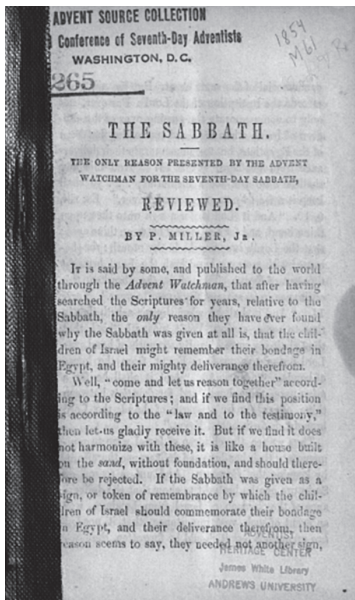 ADVENT SOURCE COLLECTION
Conference of Seventh-Day Adventists
WASHINGTON, D.C.
265
1854
M61
THE SABBATH.
THE ONLY REASON PRESENTED BY THE ADVENT
WATCHMAN FOR THE SEVENTH-DAY SABBATH,
REVIEWED.
BY P. MILLER, JR.
IT is said by some, and published to the world
through the Advent Watchman, that after having
searched the Scriptures for years, relative to the
Sabbath, the only reason they have ever found
why the Sabbath was given at all is, that the chil-
dren of Israel might remember their bondage in
Egypt, and their mighty deliverance therefrom.
Well, "come and let us reason together" accord-
ing to the Scriptures; and if we find this position
is according to the "law and to the testimony,"
then let us gladly receive it. But if we find it does
not harmonize with these, it is like a house built
on the sand, without foundation, and should there-
fore be rejected. If the Sabbath was given as a
sign, or token of remembrance by which the chil-
dren of Israel should commemorate their bondage
in Egypt, and their deliverance therefrom, then
reason seems to say, they needed not another sign,
ADVENTIST
HERITAGE CENTER
James White Library
ANDREWS UNIVERSITY